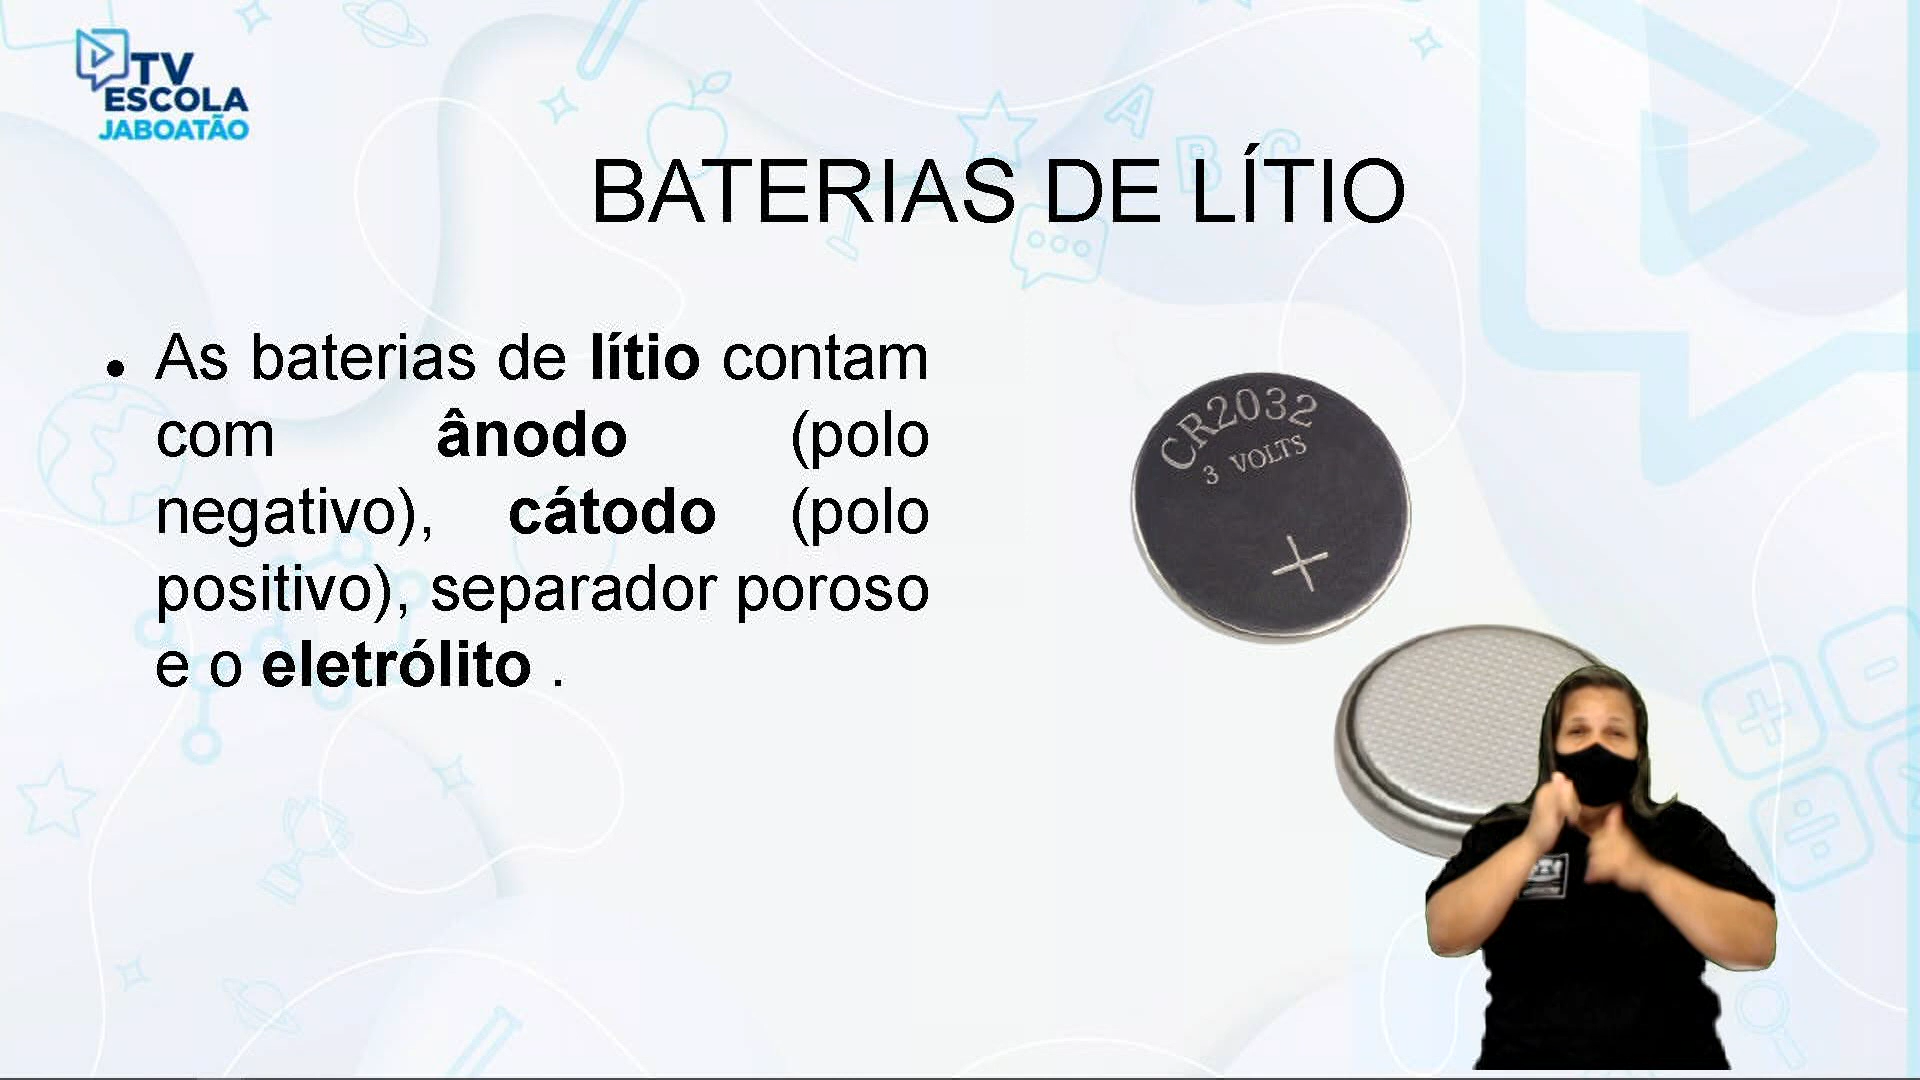 TV
ESCOLA
JABOATÃO
A
B C
BATERIAS DE LÍTIO
● As baterias de lítio contam
com ânodo (polo
negativo), cátodo (polo
positivo), separador poroso
e o eletrólito .
CR2032
3 VOLTS
+